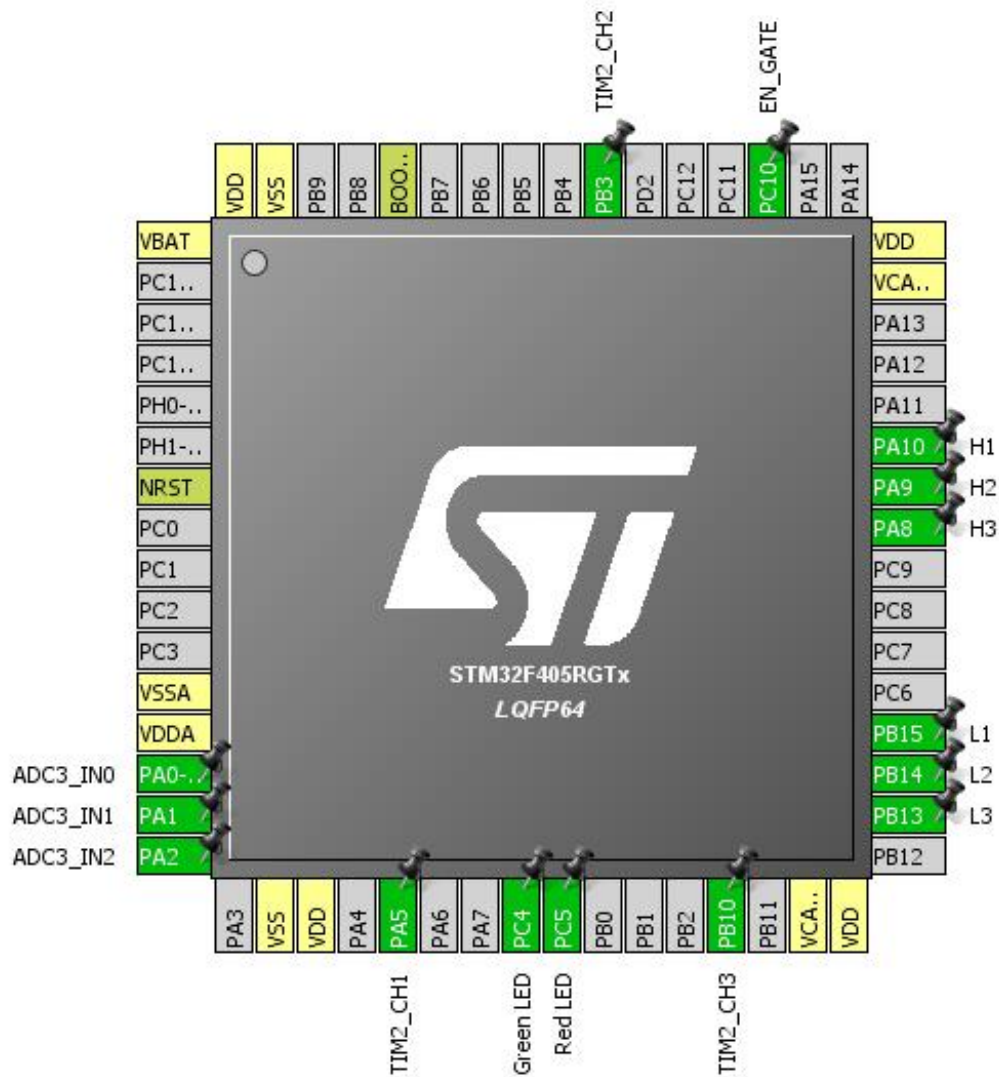 TIM2_CH2
EN_GATE
VDD
VSS
PB9
PB8
BOO..
PB7
PB6
PB5
PB4
PB3
PD2
PC12
PC11
PC10
PA15
PA14
VBAT
PC1..
PC1..
PC1..
PH0-..
PH1-..
NRST
PC0
PC1
PC2
PC3
VSSA
VDDA
ADC3_IN0 PA0-..
ADC3_IN1 PA1
ADC3_IN2 PA2
ST
STM32F405RGTx
LQFP64
VDD
VCA..
PA13
PA12
PA11
PA10 H1
PA9 H2
PA8 H3
PC9
PC8
PC7
PC6
PB15 L1
PB14 L2
PB13 L3
PB12
PA3
VSS
VDD
PA4
PA5
PA6
PA7
PC4
PC5
PB0
PB1
PB2
PB10
PB11
VCA..
VDD
TIM2_CH1
Green LED
Red LED
TIM2_CH3